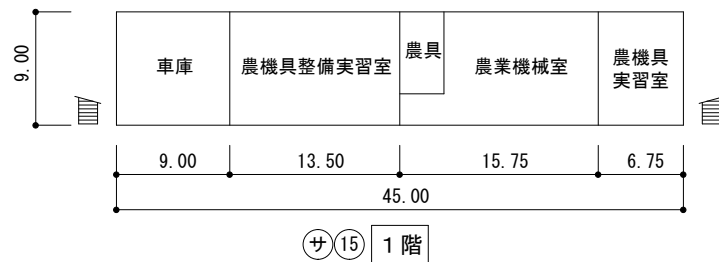 9.00
車庫
農機具整備実習室
農具
農業機械室
農機具
実習室
9.00
13.50
15.75
6.75
45.00
サ 15 1階